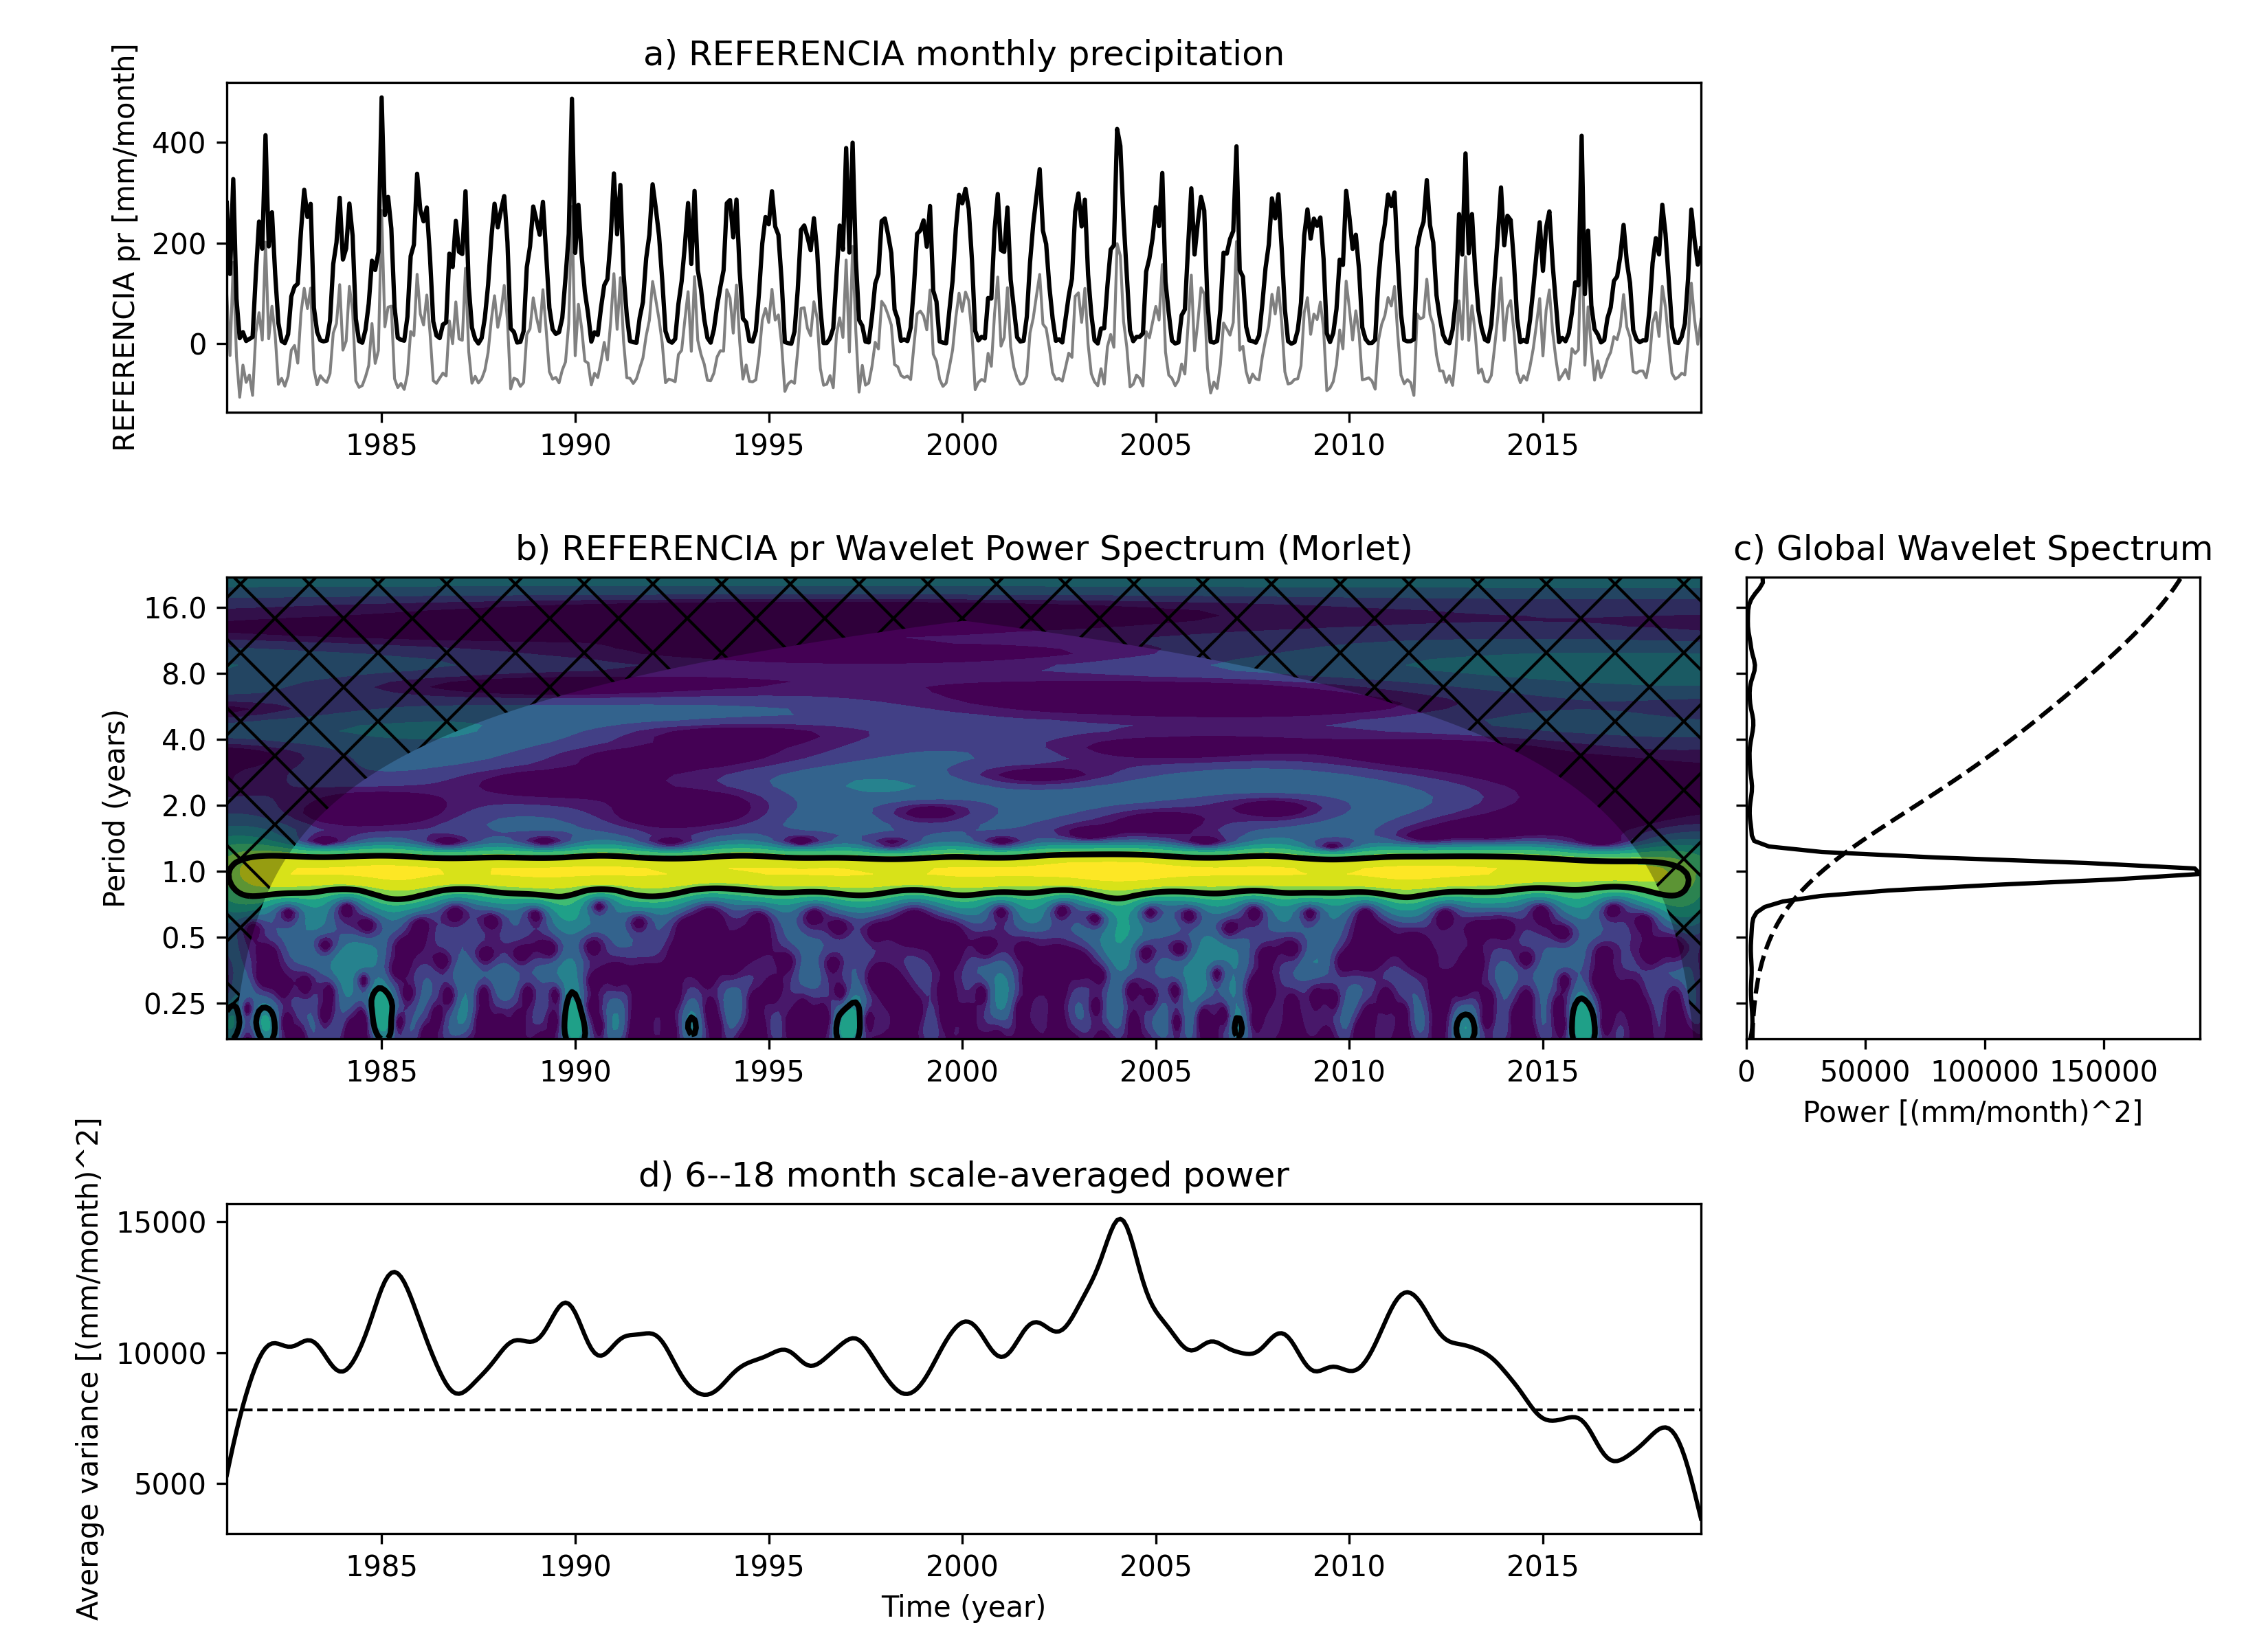 a) REFERENCIA monthly precipitation
REFERENCIA pr [mm/month]
400
200
0
1985 1990 1995 2000 2005 2010 2015
b) REFERENCIA pr Wavelet Power Spectrum (Morlet)
Period (years)
16.0
8.0
4.0
2.0
1.0
0.5
0.25
1985 1990 1995 2000 2005 2010 2015
c) Global Wavelet Spectrum
0 50000 100000 150000
Power [(mm/month)^2]
d) 6--18 month scale-averaged power
Average variance [(mm/month)^2]
15000
10000
5000
1985 1990 1995 2000 2005 2010 2015
Time (year)